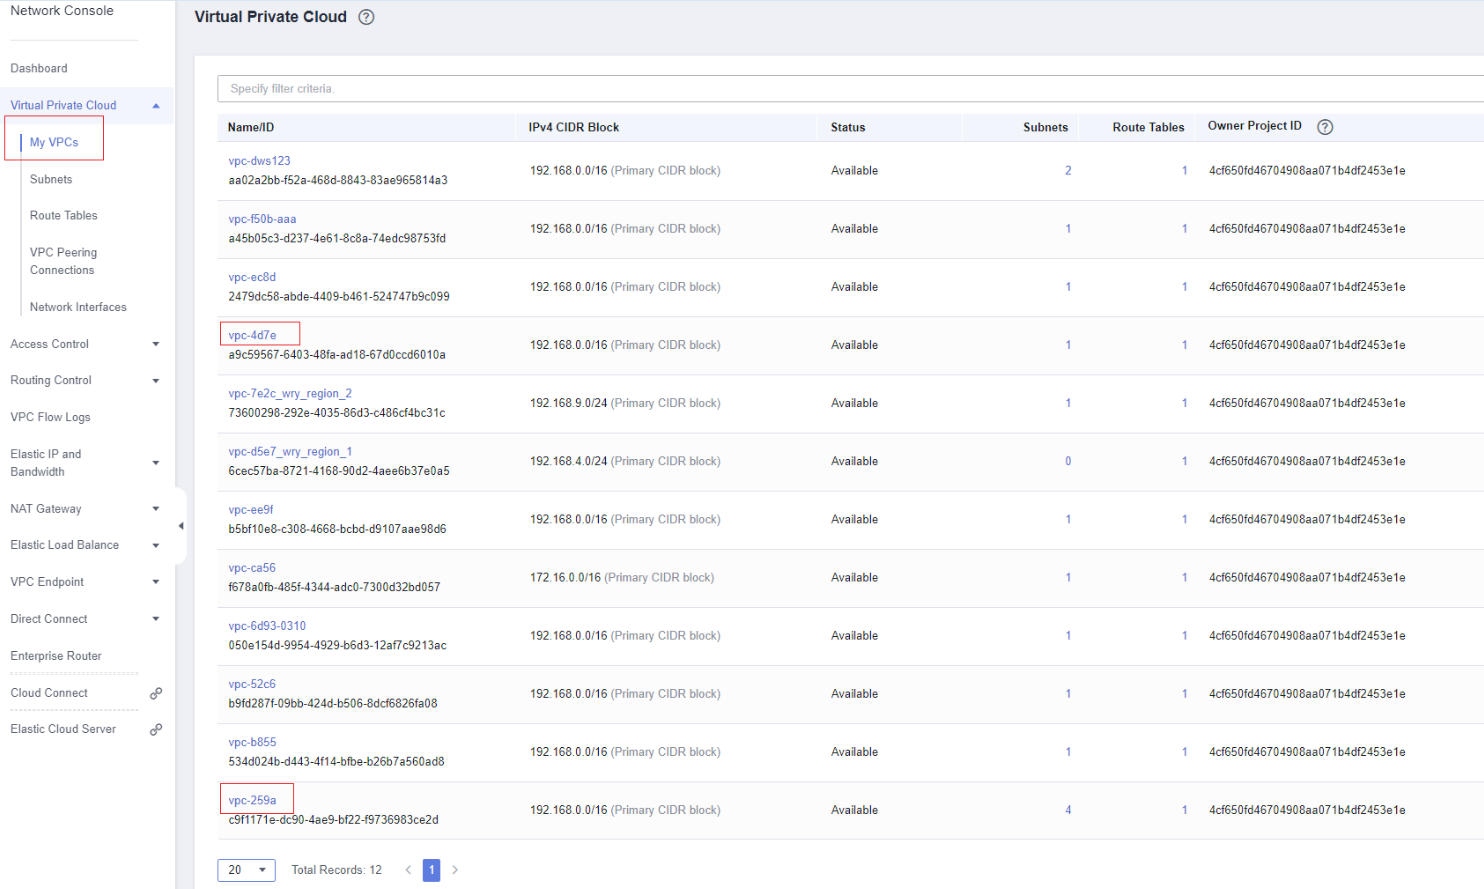 Network Console
Dashboard
Virtual Private Cloud
My VPCs
Subnets
Route Tables
VPC Peering
Connections
Network Interfaces
Access Control
Routing Control
VPC Flow Logs
Elastic IP and
Bandwidth
NAT Gateway
Elastic Load Balance
VPC Endpoint
Direct Connect
Enterprise Router
Cloud Connect
Elastic Cloud Server
Virtual Private Cloud ?
Specify filter criteria.
Name/ID IPv4 CIDR Block Status Subnets Route Tables Owner Project ID ?
vpc-dws123
aa02a2bb-f52a-468d-8843-83ae965814a3
192.168.0.0/16 (Primary CIDR block) Available 2 1 4cf650fd46704908aa071b4df2453e1e
vpc-f50b-aaa
a45b05c3-d237-4e61-8c8a-74edc98753fd
192.168.0.0/16 (Primary CIDR block) Available 1 1 4cf650fd46704908aa071b4df2453e1e
vpc-ec8d
2479dc58-abde-4409-b461-524747b9c099
192.168.0.0/16 (Primary CIDR block) Available 1 1 4cf650fd46704908aa071b4df2453e1e
vpc-4d7e
a9c59567-6403-48fa-ad18-67d0ccd6010a
192.168.0.0/16 (Primary CIDR block) Available 1 1 4cf650fd46704908aa071b4df2453e1e
vpc-7e2c_wry_region_2
73600298-292e-4035-86d3-c486cf4bc31c
192.168.9.0/24 (Primary CIDR block) Available 1 1 4cf650fd46704908aa071b4df2453e1e
vpc-d5e7_wry_region_1
6cec57ba-8721-4168-90d2-4aee6b37e0a5
192.168.4.0/24 (Primary CIDR block) Available 0 1 4cf650fd46704908aa071b4df2453e1e
vpc-ee9f
b5bf10e8-c308-4668-bcbd-d9107aae98d6
192.168.0.0/16 (Primary CIDR block) Available 1 1 4cf650fd46704908aa071b4df2453e1e
vpc-ca56
f678a0fb-485f-4344-adc0-7300d32bd057
172.16.0.0/16 (Primary CIDR block) Available 1 1 4cf650fd46704908aa071b4df2453e1e
vpc-6d93-0310
050e154d-9954-4929-b6d3-12af7c9213ac
192.168.0.0/16 (Primary CIDR block) Available 1 1 4cf650fd46704908aa071b4df2453e1e
vpc-52c6
b9fd287f-09bb-424d-b506-8dcf6826fa08
192.168.0.0/16 (Primary CIDR block) Available 1 1 4cf650fd46704908aa071b4df2453e1e
vpc-b855
534d024b-d443-4f14-bfbe-b26b7a560ad8
192.168.0.0/16 (Primary CIDR block) Available 1 1 4cf650fd46704908aa071b4df2453e1e
vpc-259a
c9f1171e-dc90-4ae9-bf22-f9736983ce2d
192.168.0.0/16 (Primary CIDR block) Available 4 1 4cf650fd46704908aa071b4df2453e1e
20 Total Records: 12 < 1 >